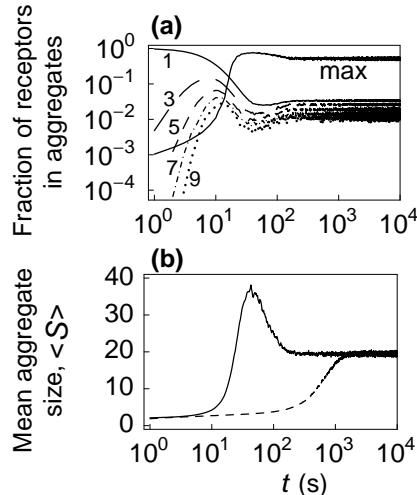 (a)
Fraction of receptors
in aggregates
10^0
10^-1
10^-2
10^-3
10^-4
1
3
5
7
9
max
10^0 10^1 10^2 10^3 10^4
(b)
Mean aggregate
size, <S>
40
30
20
10
0
10^0 10^1 10^2 10^3 10^4
t (s)